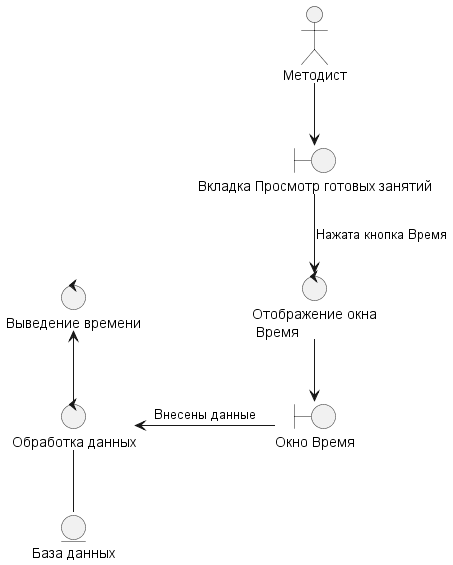 Методист
Вкладка Просмотр готовых занятий
Нажата кнопка Время
Отображение окна
Время
Выведение времени
Внесены данные
Обработка данных
Окно Время
База данных